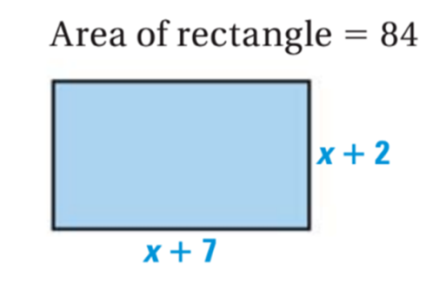 Area of rectangle = 84
x + 2
x + 7